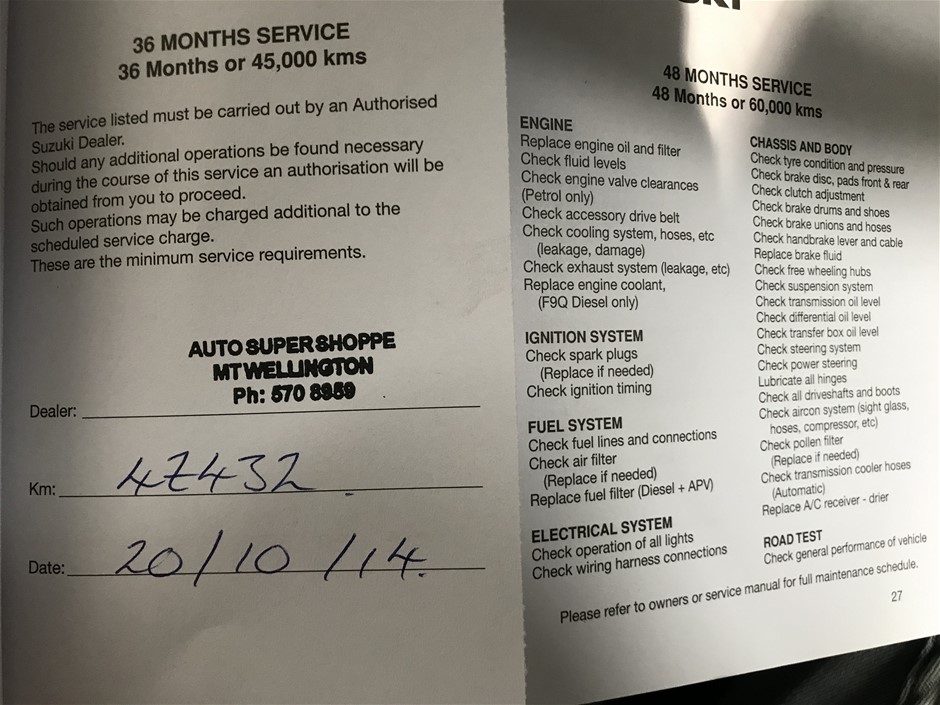 36 MONTHS SERVICE
36 Months or 45,000 kms
The service listed must be carried out by an Authorised
Suzuki Dealer.
Should any additional operations be found necessary
during the course of this service an authorisation will be
obtained from you to proceed.
Such operations may be charged additional to the
scheduled service charge.
These are the minimum service requirements.
AUTO SUPER SHOPPE
MT WELLINGTON
Ph: 570 8959
Dealer:
Km: 47432
Date: 20/10/14.
48 MONTHS SERVICE
48 Months or 60,000 kms
ENGINE
Replace engine oil and filter
Check fluid levels
Check engine valve clearances
(Petrol only)
Check accessory drive belt
Check cooling system, hoses, etc
(leakage, damage)
Check exhaust system (leakage, etc)
Replace engine coolant,
(F9Q Diesel only)
IGNITION SYSTEM
Check spark plugs
(Replace if needed)
Check ignition timing
FUEL SYSTEM
Check fuel lines and connections
Check air filter
(Replace if needed)
Replace fuel filter (Diesel + APV)
ELECTRICAL SYSTEM
Check operation of all lights
Check wiring harness connections
CHASSIS AND BODY
Check tyre condition and pressure
Check brake disc, pads front & rear
Check clutch adjustment
Check brake drums and shoes
Check brake unions and hoses
Check handbrake lever and cable
Replace brake fluid
Check free wheeling hubs
Check suspension system
Check transmission oil level
Check differential oil level
Check transfer box oil level
Check steering system
Check power steering
Lubricate all hinges
Check all driveshafts and boots
Check aircon system (sight glass,
hoses, compressor, etc)
Check pollen filter
(Replace if needed)
Check transmission cooler hoses
(Automatic)
Replace A/C receiver - drier
ROAD TEST
Check general performance of vehicle
Please refer to owners or service manual for full maintenance schedule.
27